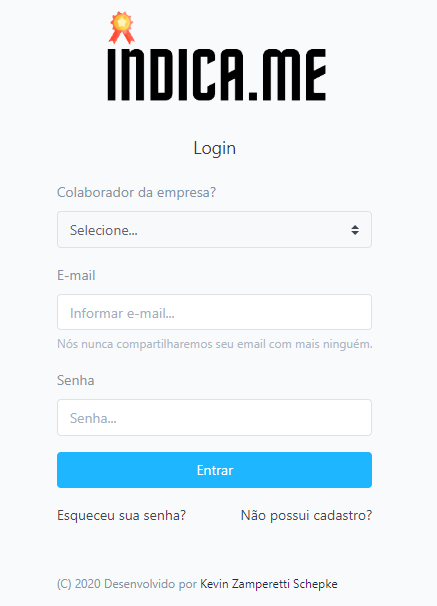 INDICA.ME
Login
Colaborador da empresa?
Selecione...
E-mail
Informar e-mail...
Nós nunca compartilharemos seu email com mais ninguém.
Senha
Senha...
Entrar
Esqueceu sua senha? Não possui cadastro?
(C) 2020 Desenvolvido por Kevin Zamperetti Schepke